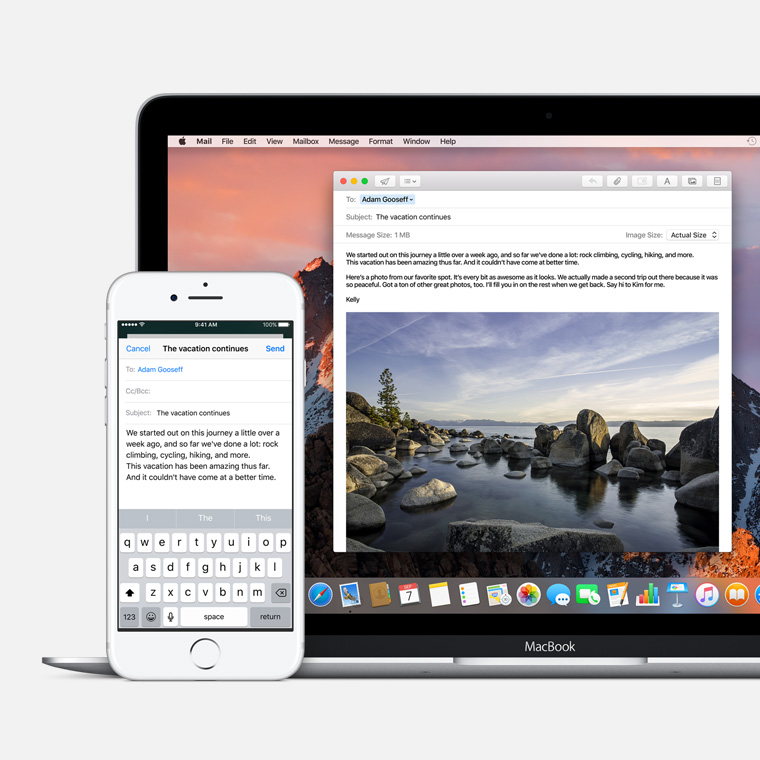 Mail File Edit View Mailbox Message Format Window Help
To: Adam Gooseff
Subject: The vacation continues
Message Size: 1 MB Image Size: Actual Size
We started out on this journey a little over a week ago, and so far we've done a lot: rock climbing, cycling, hiking, and more.
This vacation has been amazing thus far. And it couldn't have come at a better time.
Here's a photo from our favorite spot. It's every bit as awesome as it looks. We actually made a second trip out there because it was
so peaceful. Got a ton of other great photos, too. I'll fill you in on the rest when we get back. Say hi to Kim for me.
Kelly
9:41 AM 100%
Cancel The vacation continues Send
To: Adam Gooseff
Cc/Bcc:
Subject: The vacation continues
We started out on this journey a little over a
week ago, and so far we've done a lot: rock
climbing, cycling, hiking, and more.
This vacation has been amazing thus far.
And it couldn't have come at a better time.
I The This
q w e r t y u i o p
a s d f g h j k l
z x c v b n m
123 space return
7
MacBook